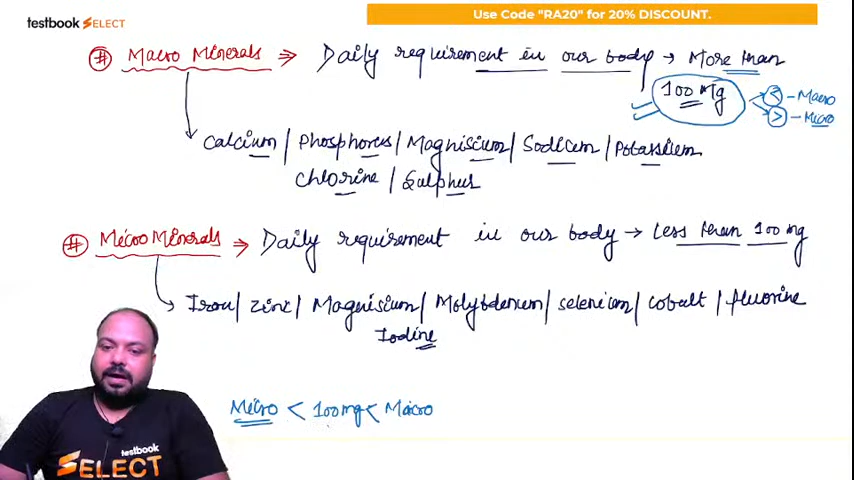 testbook SELECT
Use Code "RA20" for 20% DISCOUNT.
# Macro Minerals ⇒ Daily requirement in our body → More than
100 Mg
< - Macro
> - Micro
Calcium / Phosphorus / Magnisium / Sodium / Potassium
Chlorine / Sulphur
# Micro Minerals ⇒ Daily requirement in our body → Less than 100 mg
Iron / Zinc / Magnisium / Molybdenum / selenium / cobalt / fluorine
Iodine
Micro < 100mg < Macro
testbook
SELECT